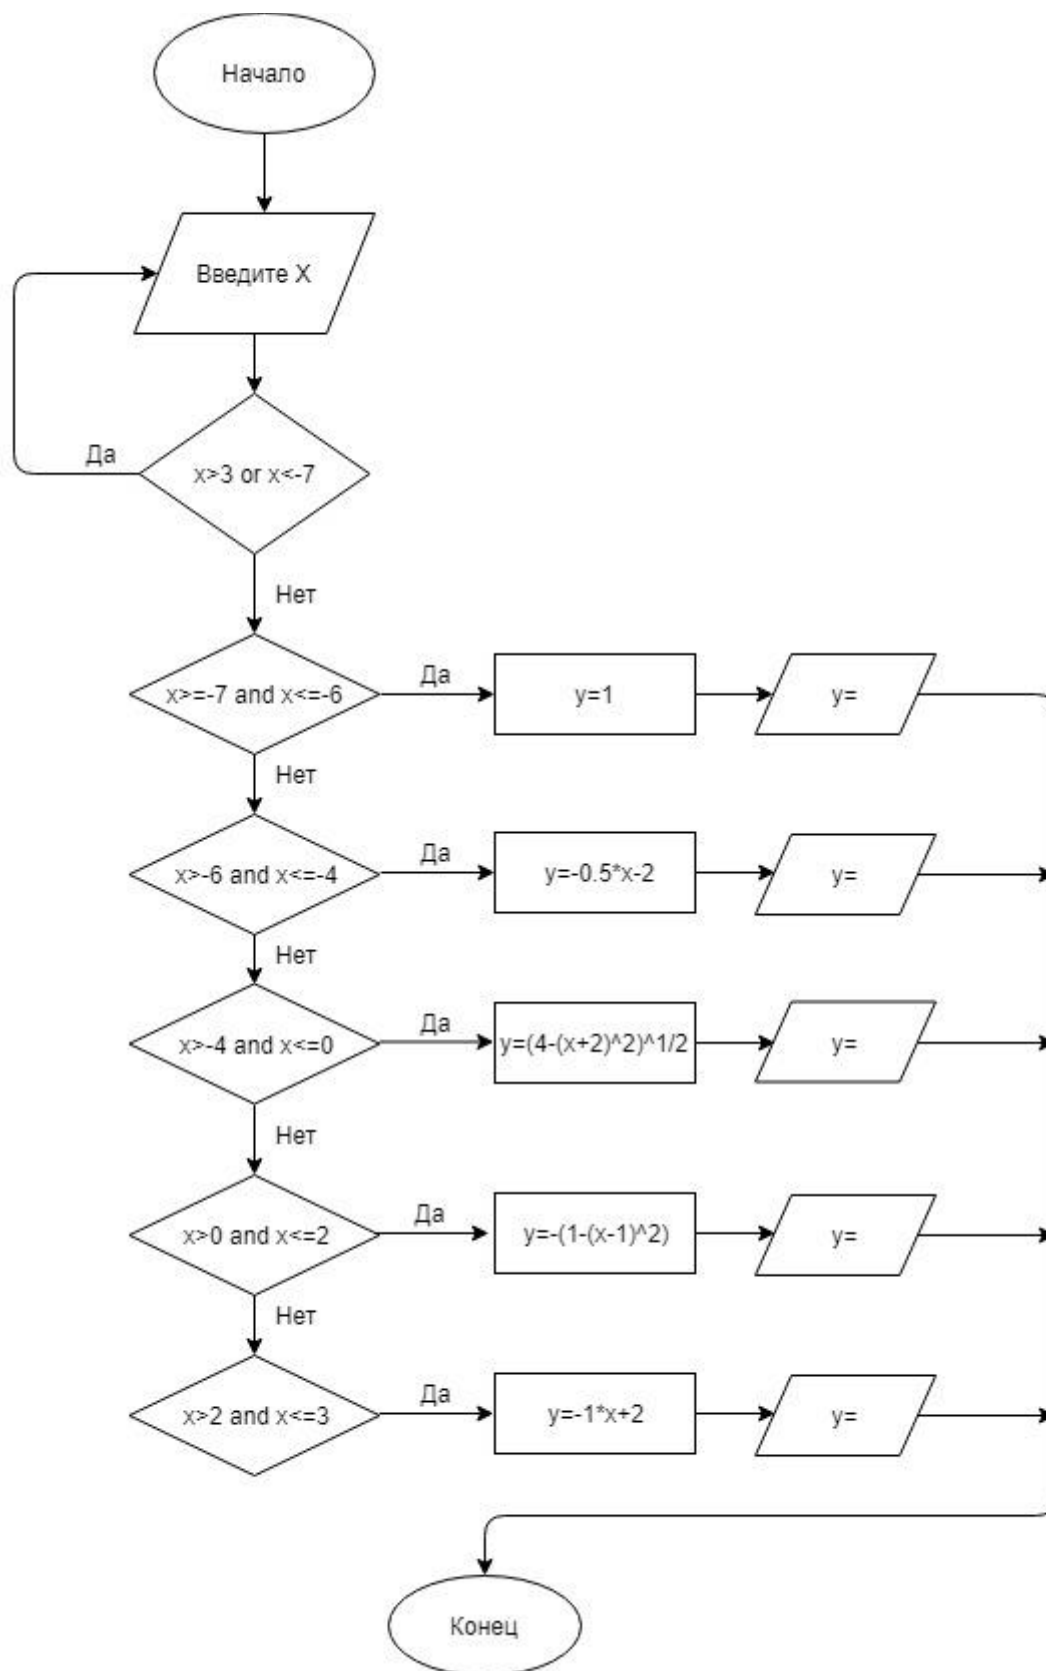 Начало
Введите X
Да
x>3 or x<-7
Нет
x>=-7 and x<=-6
Да
y=1
y=
Нет
x>-6 and x<=-4
Да
y=-0.5*x-2
y=
Нет
x>-4 and x<=0
Да
y=(4-(x+2)^2)^1/2
y=
Нет
x>0 and x<=2
Да
y=-(1-(x-1)^2)
y=
Нет
x>2 and x<=3
Да
y=-1*x+2
y=
Конец